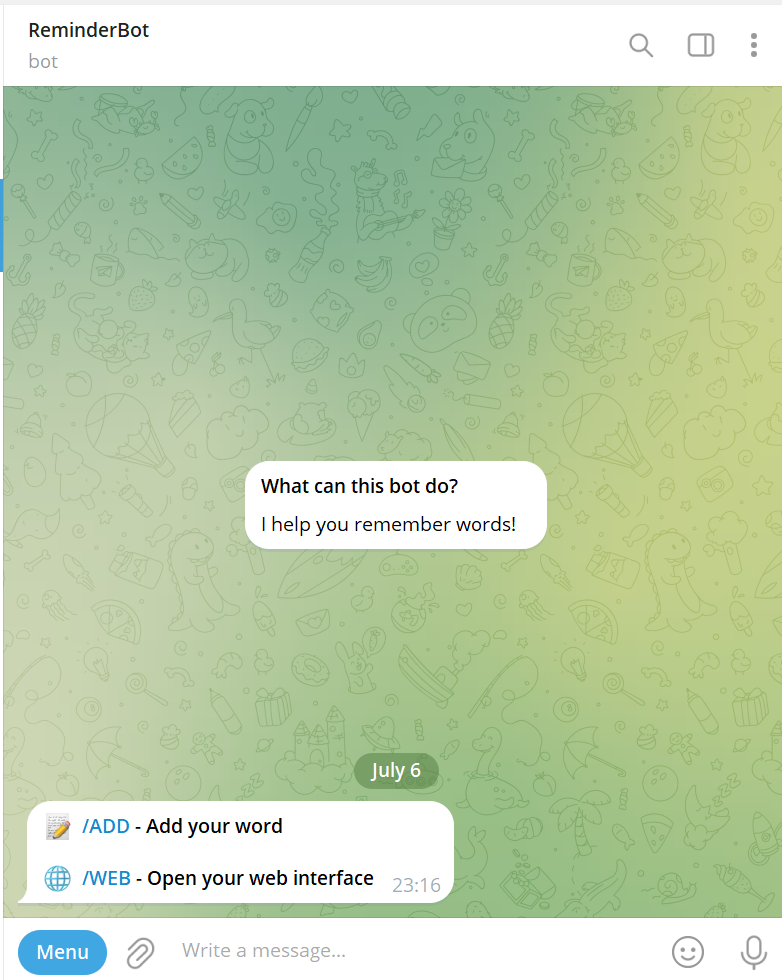 ReminderBot
bot
What can this bot do?
I help you remember words!
July 6
📝 /ADD - Add your word
🌐 /WEB - Open your web interface
23:16
Menu
Write a message...